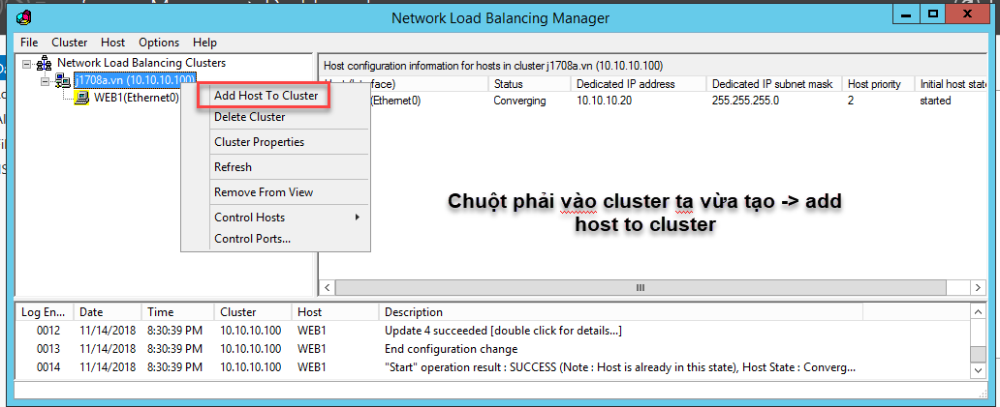 Network Load Balancing Manager
File Cluster Host Options Help
Network Load Balancing Clusters
j1708a.vn (10.10.10.100)
WEB1(Ethernet0)
Add Host To Cluster
Delete Cluster
Cluster Properties
Refresh
Remove From View
Control Hosts
Control Ports...
Host configuration information for hosts in cluster j1708a.vn (10.10.10.100)
Status Dedicated IP address Dedicated IP subnet mask Host priority Initial host state
(Ethernet0) Converging 10.10.10.20 255.255.255.0 2 started
Chuột phải vào cluster ta vừa tạo -> add
host to cluster
Log En... Date Time Cluster Host Description
0012 11/14/2018 8:30:39 PM 10.10.10.100 WEB1 Update 4 succeeded [double click for details...]
0013 11/14/2018 8:30:39 PM 10.10.10.100 WEB1 End configuration change
0014 11/14/2018 8:30:39 PM 10.10.10.100 WEB1 "Start" operation result : SUCCESS (Note : Host is already in this state), Host State : Converg...